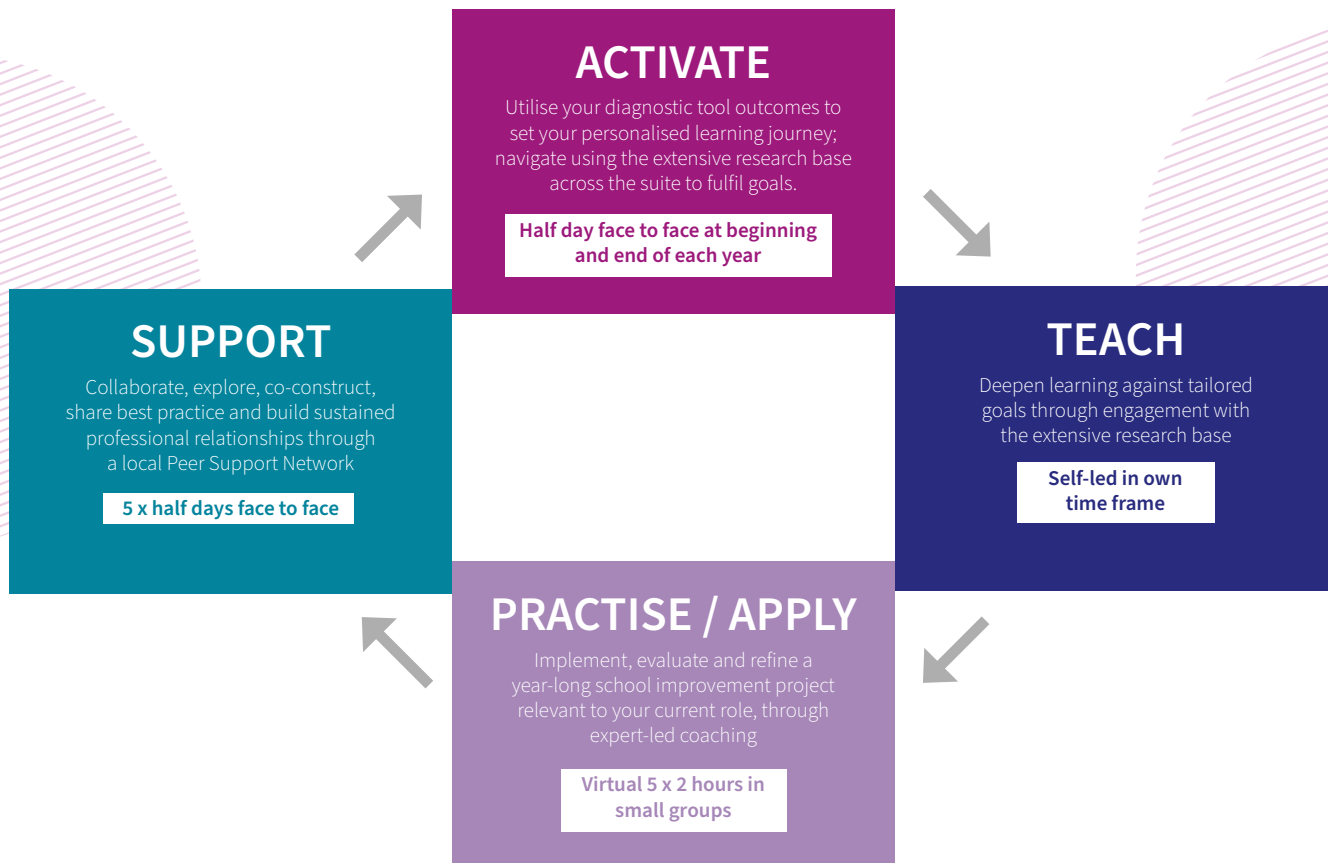 ACTIVATE
Utilise your diagnostic tool outcomes to
set your personalised learning journey;
navigate using the extensive research base
across the suite to fulfil goals.
Half day face to face at beginning
and end of each year
SUPPORT
Collaborate, explore, co-construct,
share best practice and build sustained
professional relationships through
a local Peer Support Network
5 x half days face to face
TEACH
Deepen learning against tailored
goals through engagement with
the extensive research base
Self-led in own
time frame
PRACTISE / APPLY
Implement, evaluate and refine a
year-long school improvement project
relevant to your current role, through
expert-led coaching
Virtual 5 x 2 hours in
small groups